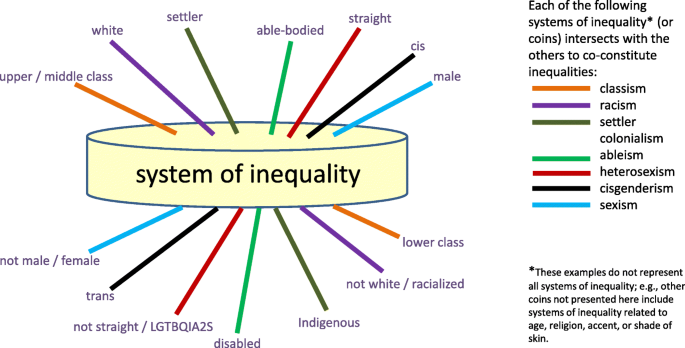 settler
straight
white
able-bodied
cis
upper / middle class
male
system of inequality
not male / female
lower class
trans
not white / racialized
not straight / LGTBQIA2S
Indigenous
disabled
Each of the following
systems of inequality* (or
coins) intersects with the
others to co-constitute
inequalities:
classism
racism
settler
colonialism
ableism
heterosexism
cisgenderism
sexism
*These examples do not represent
all systems of inequality; e.g., other
coins not presented here include
systems of inequality related to
age, religion, accent, or shade of
skin.